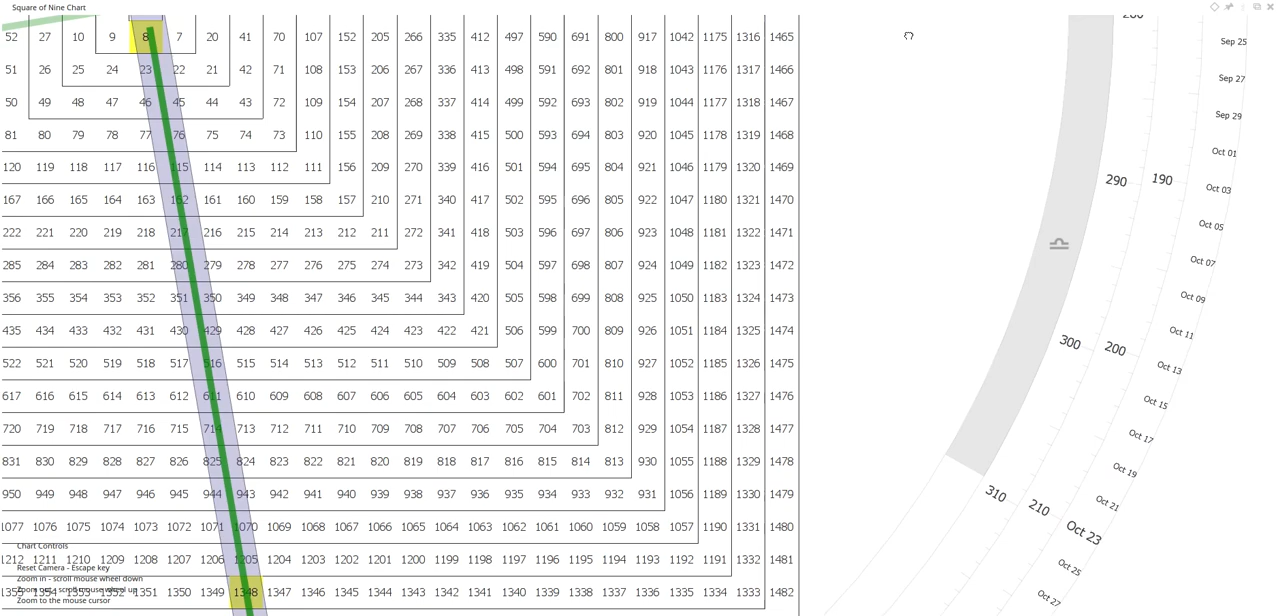 Square of Nine Chart
52 27 10 9 8 7 20 41 70 107 152 205 266 335 412 497 590 691 800 917 1042 1175 1316 1465
51 26 25 24 23 22 21 42 71 108 153 206 267 336 413 498 591 692 801 918 1043 1176 1317 1466
50 49 48 47 46 45 44 43 72 109 154 207 268 337 414 499 592 693 802 919 1044 1177 1318 1467
81 80 79 78 77 76 75 74 73 110 155 208 269 338 415 500 593 694 803 920 1045 1178 1319 1468
120 119 118 117 116 115 114 113 112 111 156 209 270 339 416 501 594 695 804 921 1046 1179 1320 1469
167 166 165 164 163 162 161 160 159 158 157 210 271 340 417 502 595 696 805 922 1047 1180 1321 1470
222 221 220 219 218 217 216 215 214 213 212 211 272 341 418 503 596 697 806 923 1048 1181 1322 1471
285 284 283 282 281 280 279 278 277 276 275 274 273 342 419 504 597 698 807 924 1049 1182 1323 1472
356 355 354 353 352 351 350 349 348 347 346 345 344 343 420 505 598 699 808 925 1050 1183 1324 1473
435 434 433 432 431 430 429 428 427 426 425 424 423 422 421 506 599 700 809 926 1051 1184 1325 1474
522 521 520 519 518 517 516 515 514 513 512 511 510 509 508 507 600 701 810 927 1052 1185 1326 1475
617 616 615 614 613 612 611 610 609 608 607 606 605 604 603 602 601 702 811 928 1053 1186 1327 1476
720 719 718 717 716 715 714 713 712 711 710 709 708 707 706 705 704 703 812 929 1054 1187 1328 1477
831 830 829 828 827 826 825 824 823 822 821 820 819 818 817 816 815 814 813 930 1055 1188 1329 1478
950 949 948 947 946 945 944 943 942 941 940 939 938 937 936 935 934 933 932 931 1056 1189 1330 1479
1077 1076 1075 1074 1073 1072 1071 1070 1069 1068 1067 1066 1065 1064 1063 1062 1061 1060 1059 1058 1057 1190 1331 1480
1212 1211 1210 1209 1208 1207 1206 1205 1204 1203 1202 1201 1200 1199 1198 1197 1196 1195 1194 1193 1192 1191 1332 1481
1355 1354 1353 1352 1351 1350 1349 1348 1347 1346 1345 1344 1343 1342 1341 1340 1339 1338 1337 1336 1335 1334 1333 1482
Chart Controls
Reset Camera - Escape key
Zoom in - scroll mouse wheel down
Zoom out - scroll mouse wheel up
Zoom to the mouse cursor
280
290
300
310
190
200
210
Sep 25
Sep 27
Sep 29
Oct 01
Oct 03
Oct 05
Oct 07
Oct 09
Oct 11
Oct 13
Oct 15
Oct 17
Oct 19
Oct 21
Oct 23
Oct 25
Oct 27